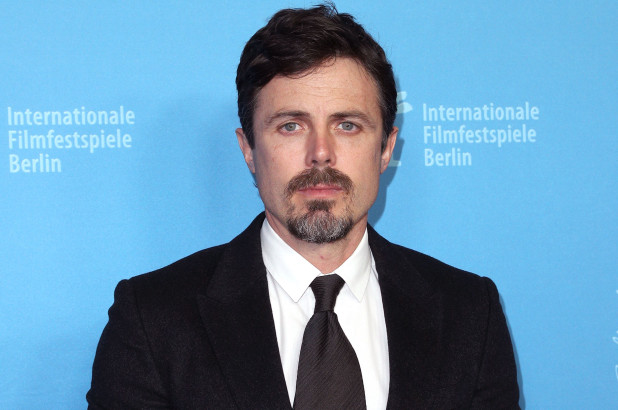 Internationale
Filmfestspiele
Berlin
Internationale
Filmfestspiele
Berlin